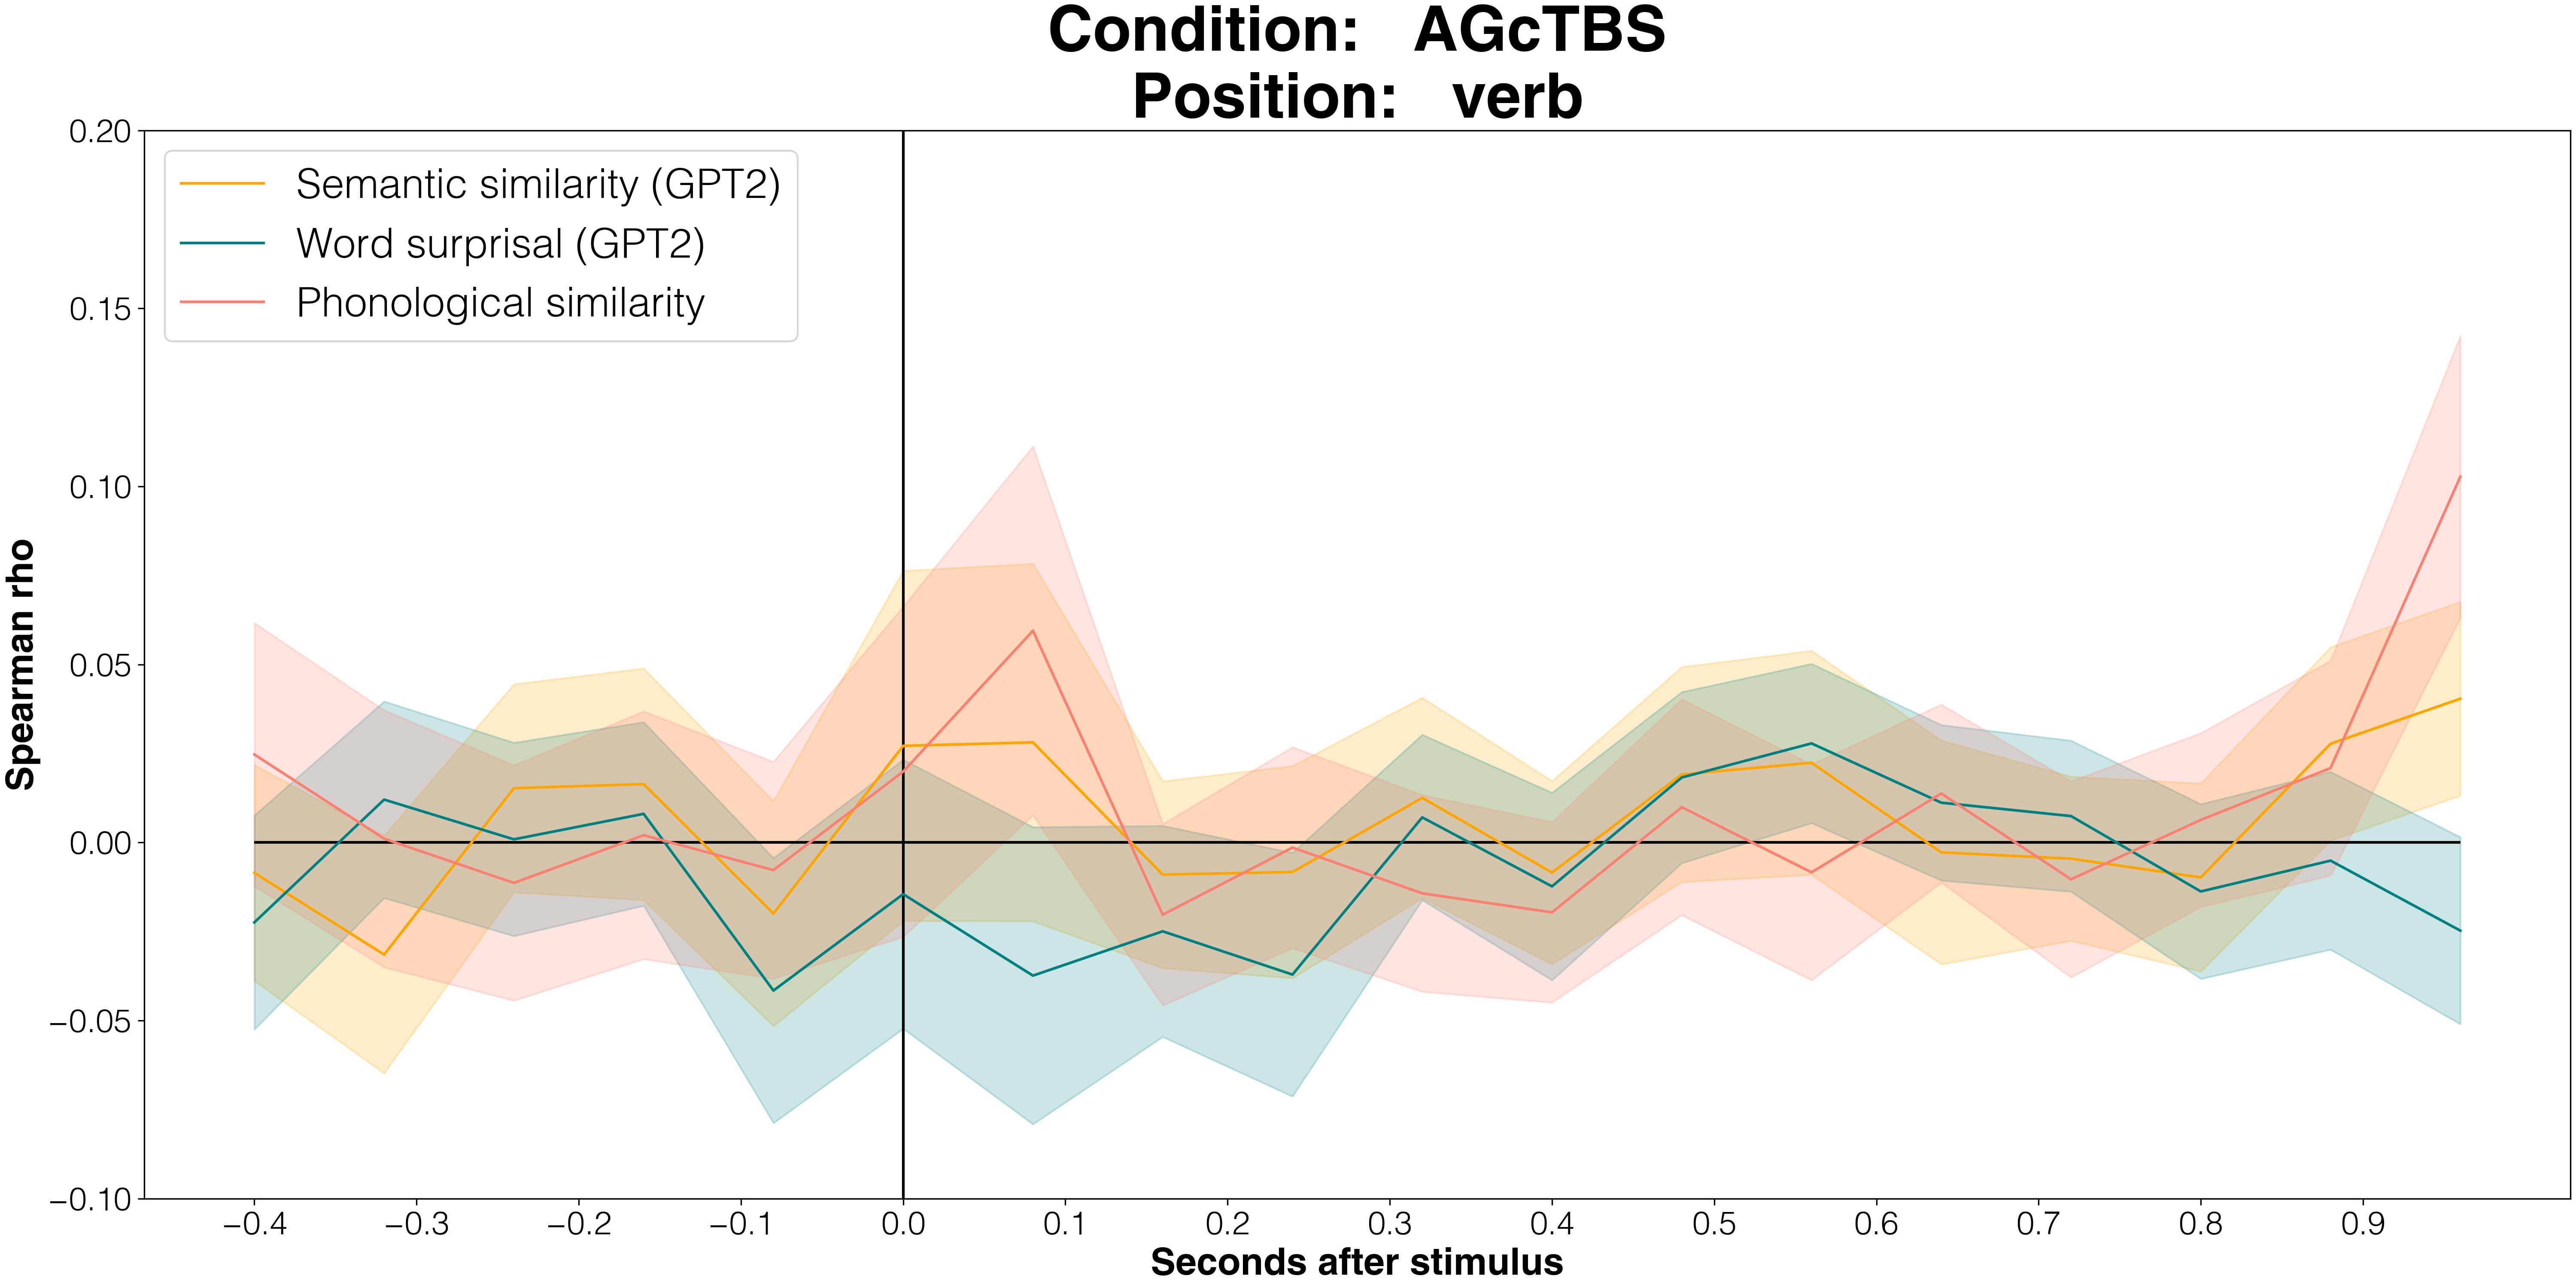 Condition: AGcTBS
Position: verb
0.20
0.15
0.10
0.05
0.00
−0.05
−0.10
Spearman rho
Semantic similarity (GPT2)
Word surprisal (GPT2)
Phonological similarity
−0.4 −0.3 −0.2 −0.1 0.0 0.1 0.2 0.3 0.4 0.5 0.6 0.7 0.8 0.9
Seconds after stimulus